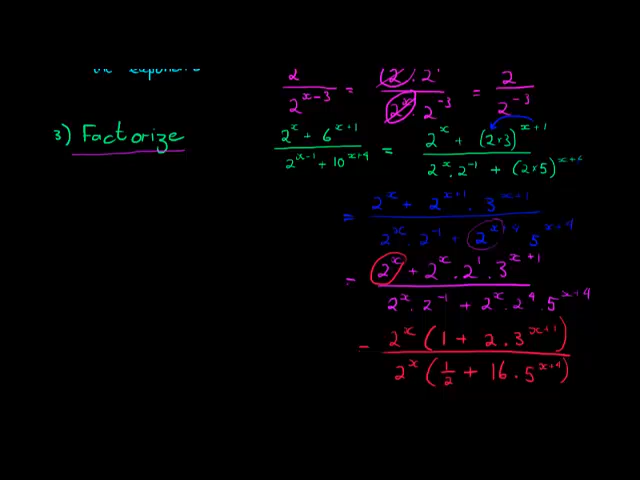 the exponents
2 / 2^(x-3) = (2^x · 2^1) / (2^x · 2^(-3)) = 2 / 2^(-3)
3) Factorize
(2^x + 6^(x+1)) / (2^(x-1) + 10^(x+4)) = (2^x + (2×3)^(x+1)) / (2^x · 2^(-1) + (2×5)^(x+4))
= (2^x + 2^(x+1) · 3^(x+1)) / (2^x · 2^(-1) + 2^(x+4) · 5^(x+4))
= (2^x + 2^x · 2^1 · 3^(x+1)) / (2^x · 2^(-1) + 2^x · 2^4 · 5^(x+4))
= 2^x (1 + 2 · 3^(x+1)) / 2^x (1/2 + 16 · 5^(x+4))